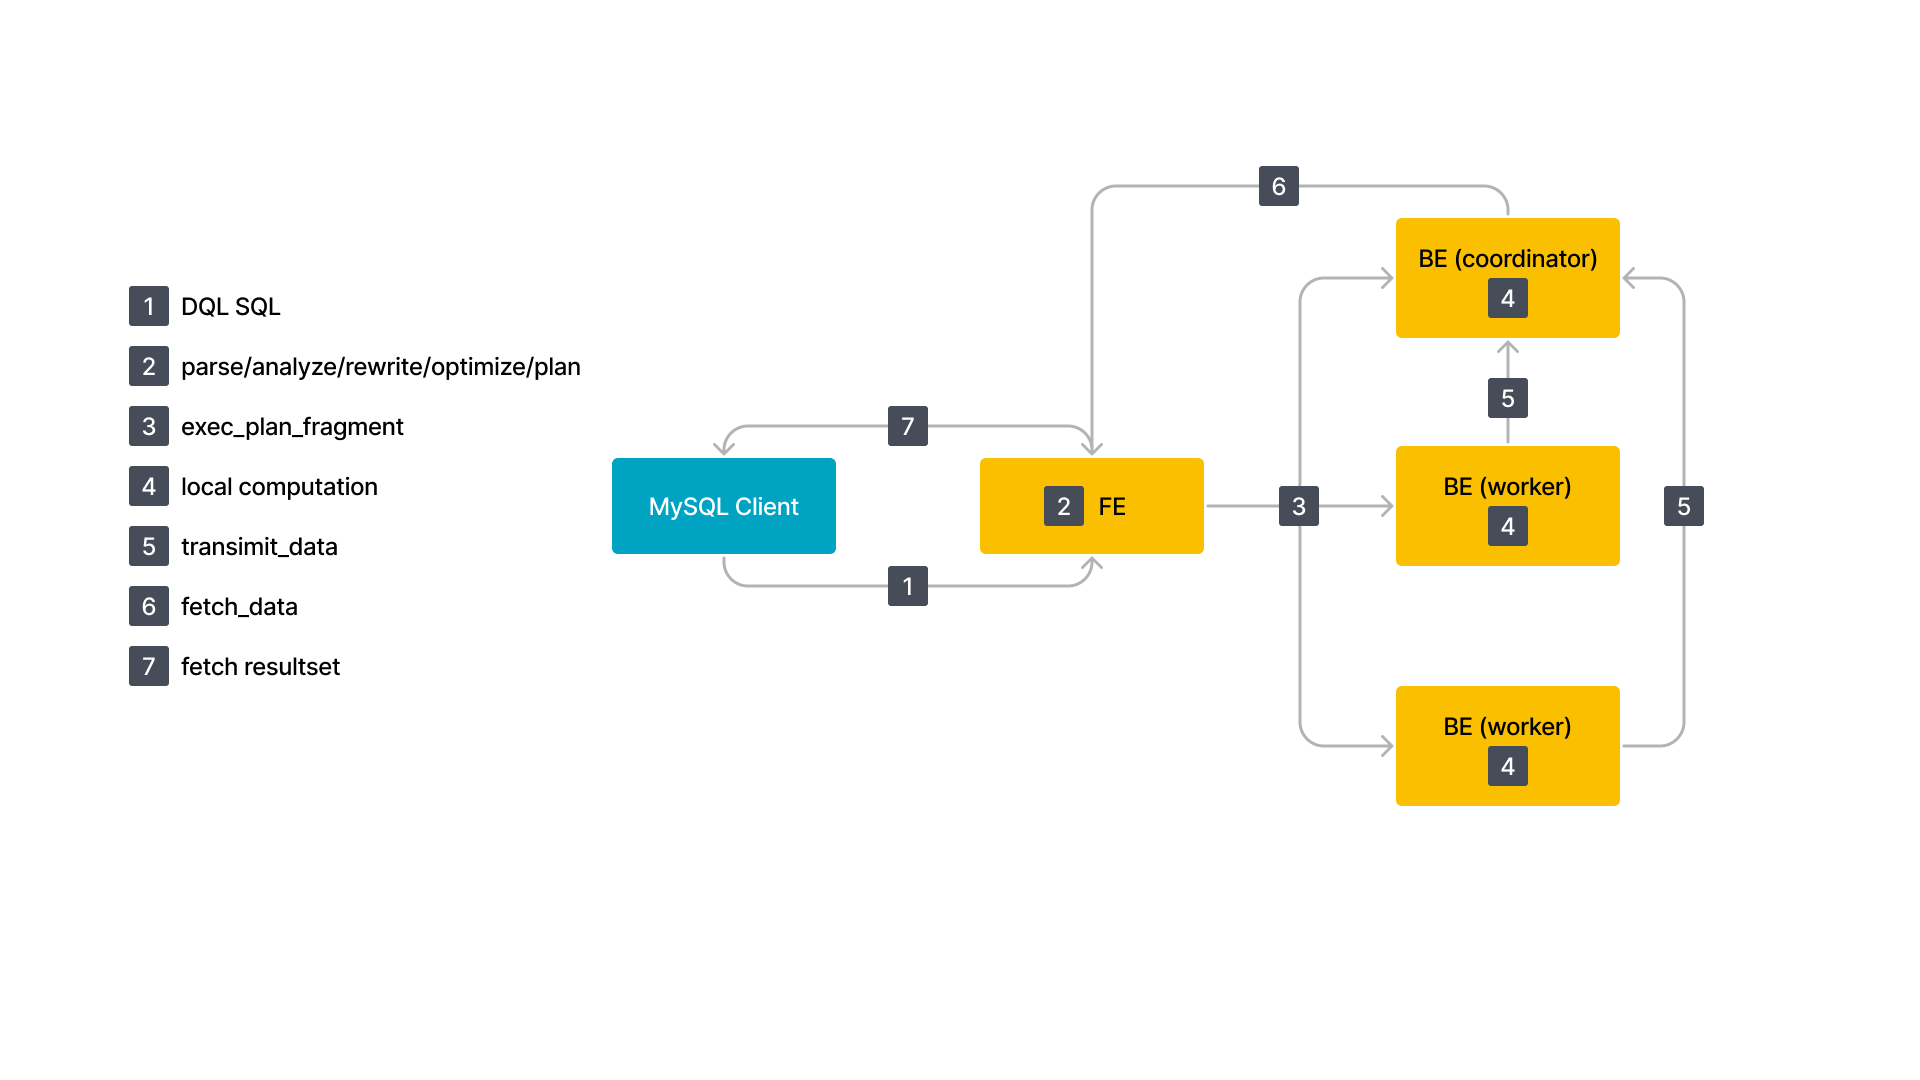 1 DQL SQL
2 parse/analyze/rewrite/optimize/plan
3 exec_plan_fragment
4 local computation
5 transimit_data
6 fetch_data
7 fetch resultset
6
BE (coordinator)
4
5
7
MySQL Client
2 FE
3
BE (worker)
4
5
1
BE (worker)
4